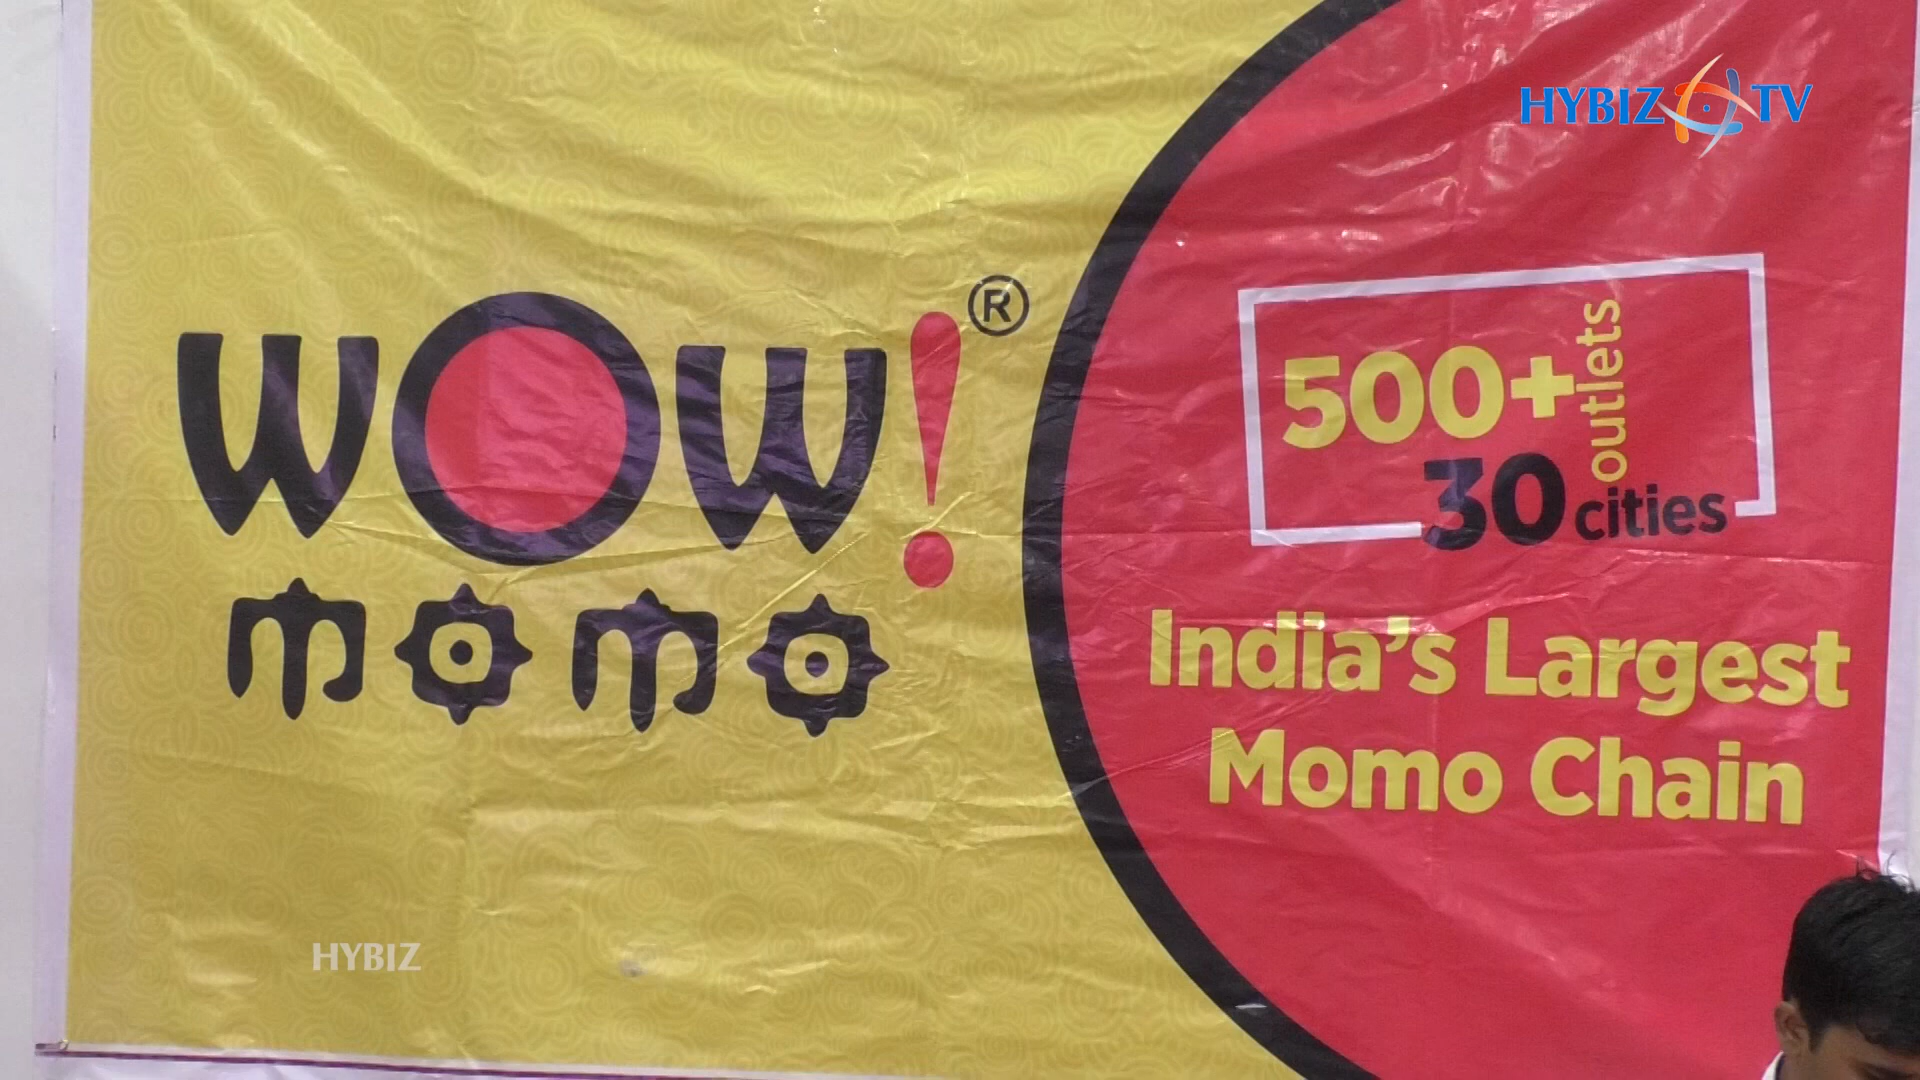 HYBIZ TV
WOW! ®
momo
500+ outlets
30 cities
India's Largest
Momo Chain
HYBIZ